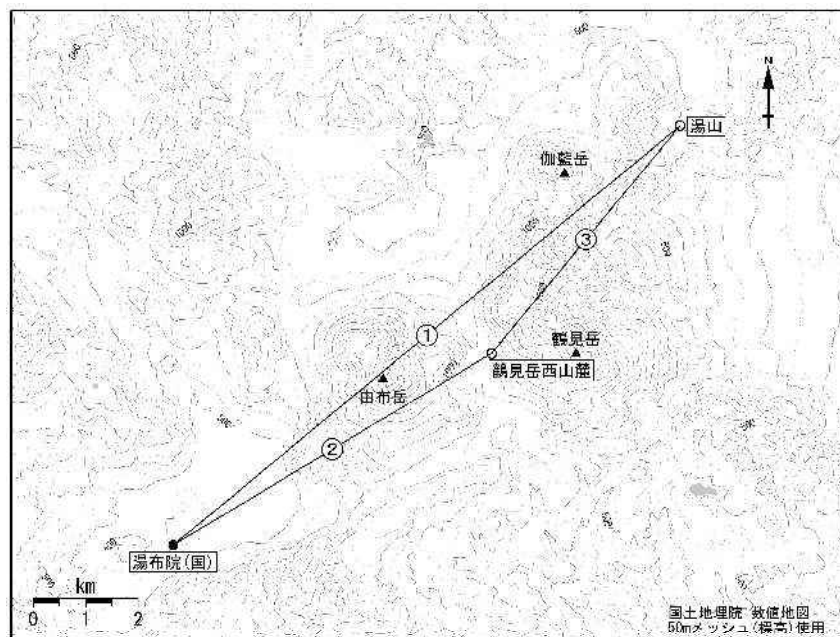 N
湯山
伽藍岳
③
①
鶴見岳
鶴見岳西山麓
由布岳
②
湯布院(国)
km
0 1 2
国土地理院 数値地図
50mメッシュ(標高)使用